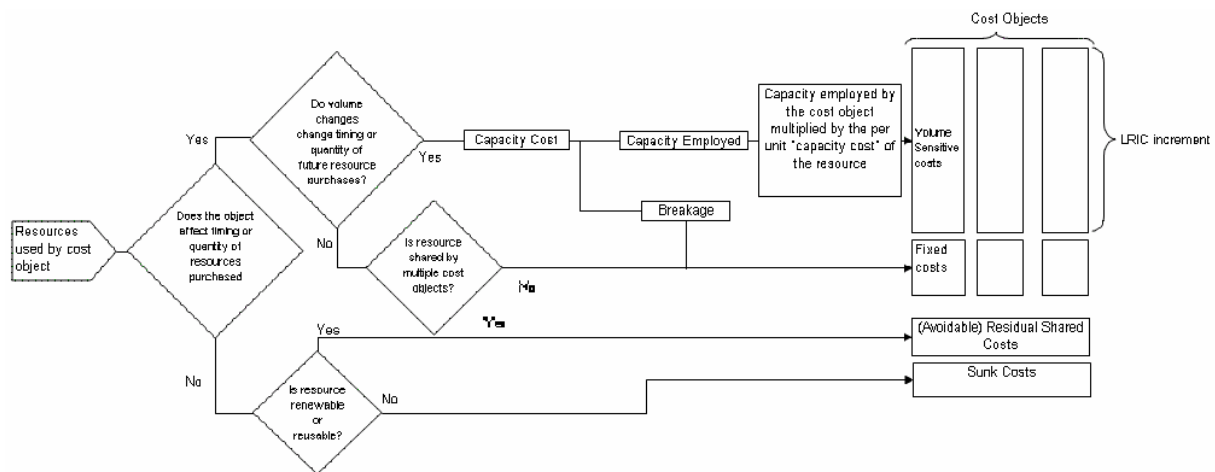 Cost Objects
Do volume
changes
change timing or
quantity of
future resource
purchases?
Yes
Yes
Capacity Cost
Capacity Employed
Capacity employed by
the cost object
multiplied by the per
unit "capacity cost" of
the resource
Volume
Sensitive
costs
LRIC increment
Resources
used by cost
object
Does the object
affect timing or
quantity of
resources
purchased
Breakage
No
Is resource
shared by
multiple cost
objects?
No
Fixed
costs
Yes
Yes
(Avoidable) Residual Shared
Costs
No
Is resource
renewable
or
reusable?
No
Sunk Costs